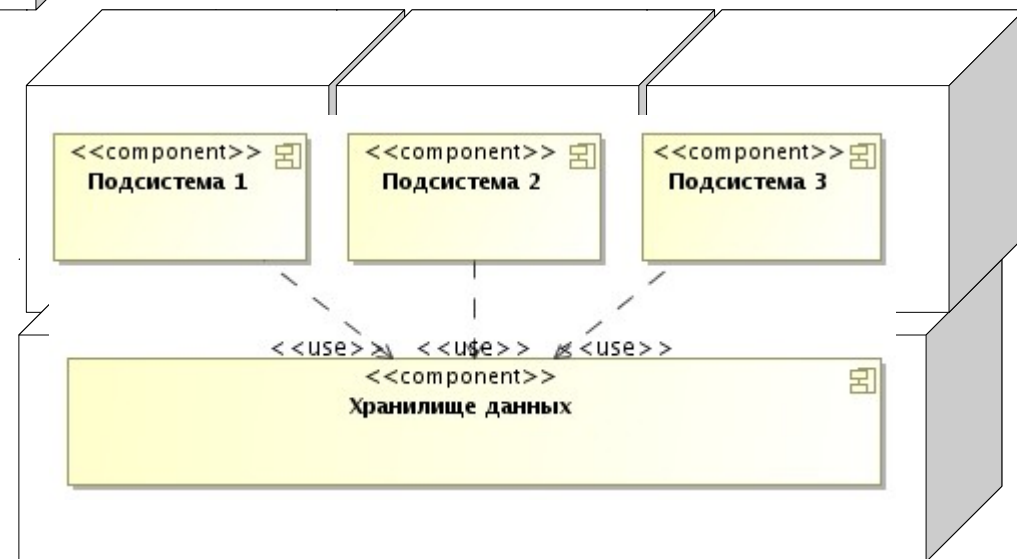 <<component>> <<component>> <<component>>
Подсистема 1 Подсистема 2 Подсистема 3
<<use>> <<use>> <<use>>
<<component>>
Хранилище данных